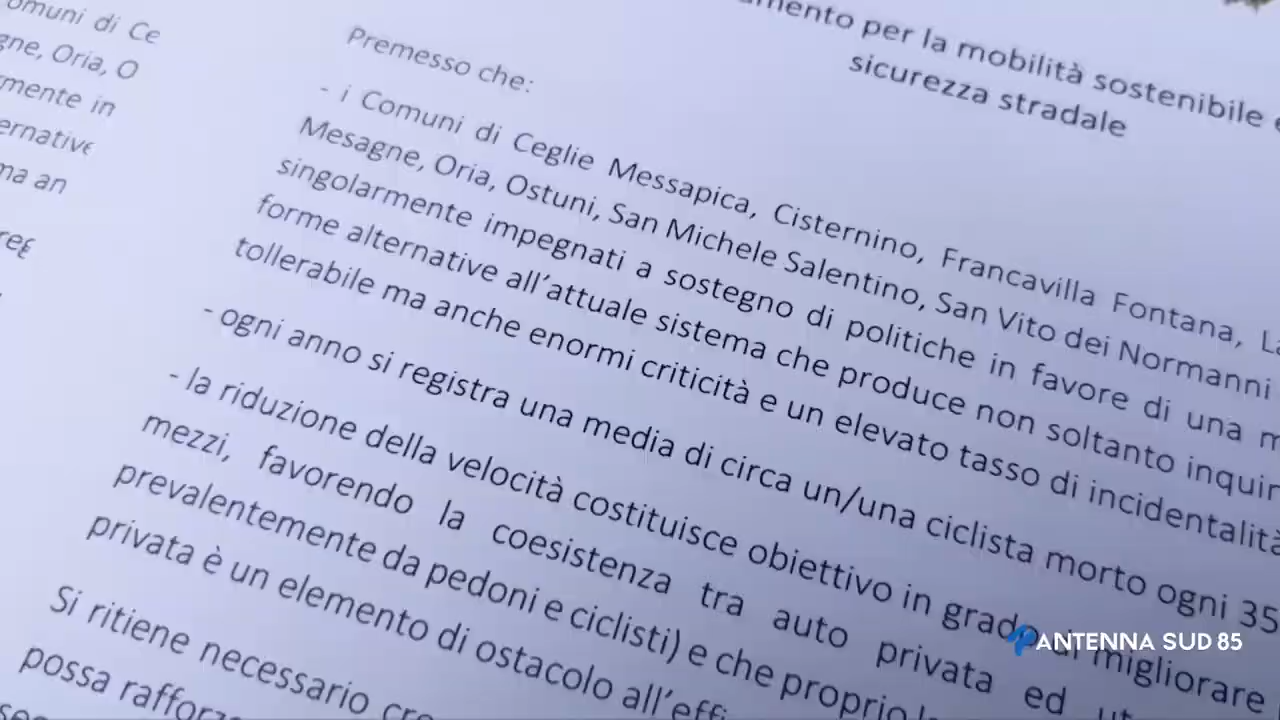 omuni di Ce
gne, Oria, O
mente in
ernative
ma an
per la mobilità sostenibile
sicurezza stradale
Premesso che:
- i Comuni di Ceglie Messapica, Cisternino, Francavilla Fontana,
Mesagne, Oria, Ostuni, San Michele Salentino, San Vito dei Normanni
singolarmente impegnati a sostegno di politiche in favore di una
forme alternative all'attuale sistema che produce non soltanto inquin
tollerabile ma anche enormi criticità e un elevato tasso di incidentalità
- ogni anno si registra una media di circa un/una ciclista morto ogni 35
- la riduzione della velocità costituisce obiettivo in grado di migliorare
mezzi, favorendo la coesistenza tra auto privata ed
prevalentemente da pedoni e ciclisti) e che proprio
privata è un elemento di ostacolo all'effi
Si ritiene necessario
possa rafforz
ANTENNA SUD 85